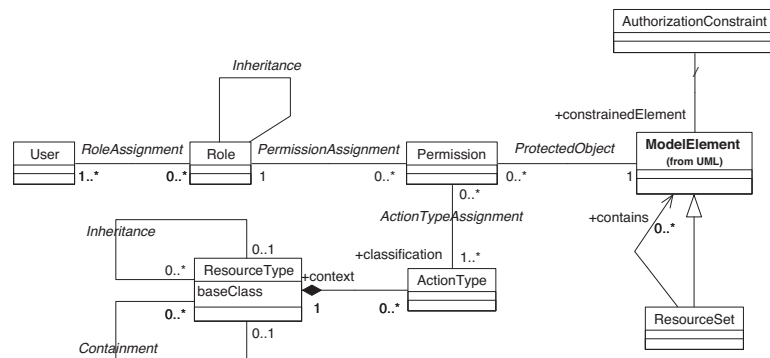 AuthorizationConstraint
Inheritance
+constrainedElement
User
RoleAssignment
Role
PermissionAssignment
Permission
ProtectedObject
ModelElement
(from UML)
1..*
0..*
1
0..*
0..*
1
0..*
ActionTypeAssignment
+contains
0..*
Inheritance
0..1
+classification
0..*
ResourceType
+context
1..*
ActionType
baseClass
0..*
1
0..*
ResourceSet
Containment
0..1